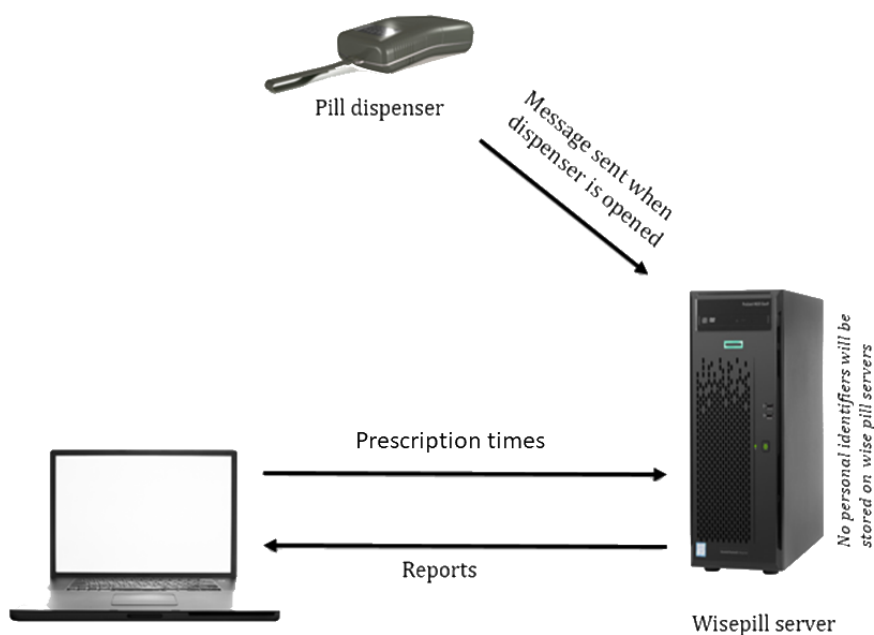 Pill dispenser
Message sent when
dispenser is opened
Prescription times
Reports
No personal identifiers will be
stored on wise pill servers
Wisepill server